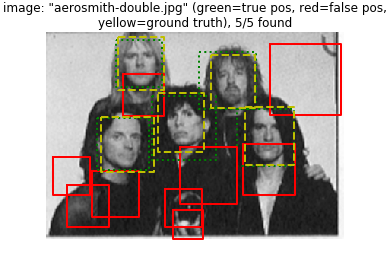 image: "aerosmith-double.jpg" (green=true pos, red=false pos,
yellow=ground truth), 5/5 found